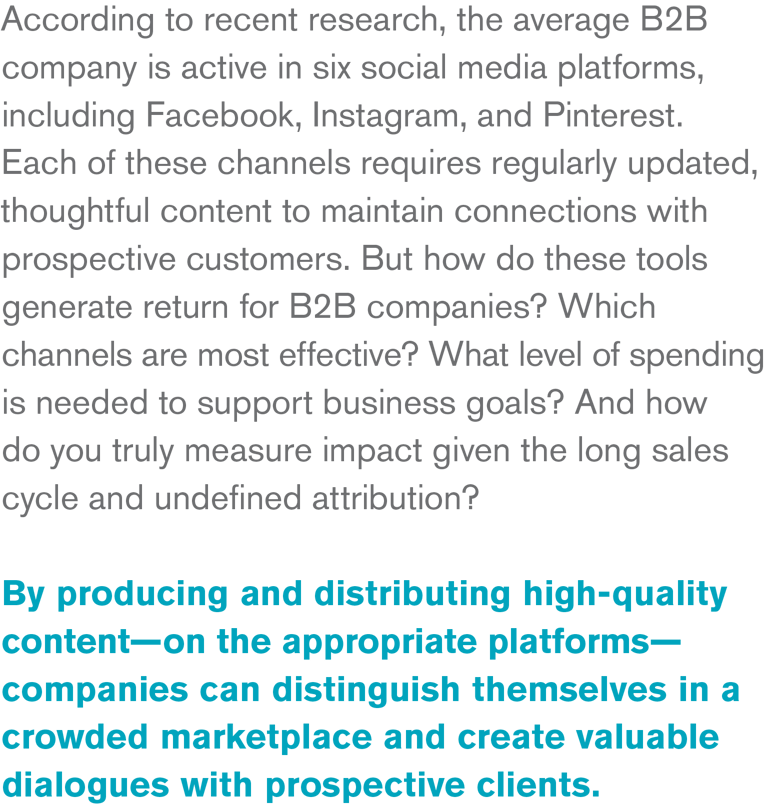 According to recent research, the average B2B
company is active in six social media platforms,
including Facebook, Instagram, and Pinterest.
Each of these channels requires regularly updated,
thoughtful content to maintain connections with
prospective customers. But how do these tools
generate return for B2B companies? Which
channels are most effective? What level of spending
is needed to support business goals? And how
do you truly measure impact given the long sales
cycle and undefined attribution?
By producing and distributing high-quality
content—on the appropriate platforms—
companies can distinguish themselves in a
crowded marketplace and create valuable
dialogues with prospective clients.